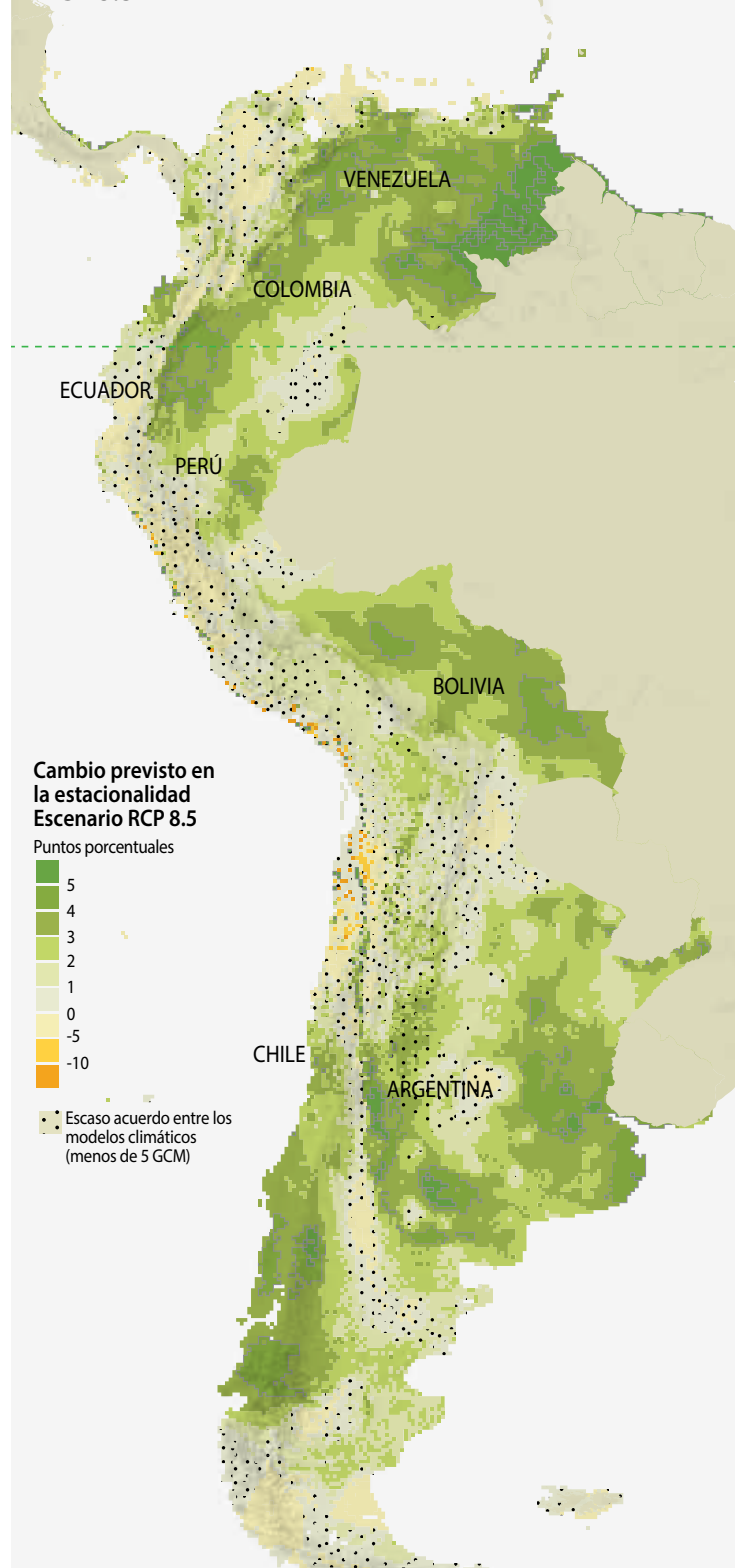 VENEZUELA
COLOMBIA
ECUADOR
PERÚ
BOLIVIA
Cambio previsto en
la estacionalidad
Escenario RCP 8.5
Puntos porcentuales
5
4
3
2
1
0
-5
-10
CHILE
ARGENTINA
Escaso acuerdo entre los
modelos climáticos
(menos de 5 GCM)